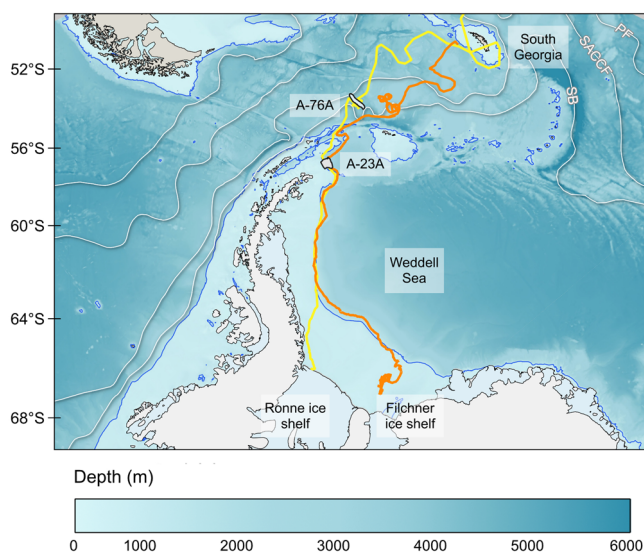 South
Georgia
PF
SACCF
SB
52°S
A-76A
56°S
A-23A
60°S
Weddell
Sea
64°S
Ronne ice
shelf
Filchner
ice shelf
68°S
Depth (m)
0 1000 2000 3000 4000 5000 6000